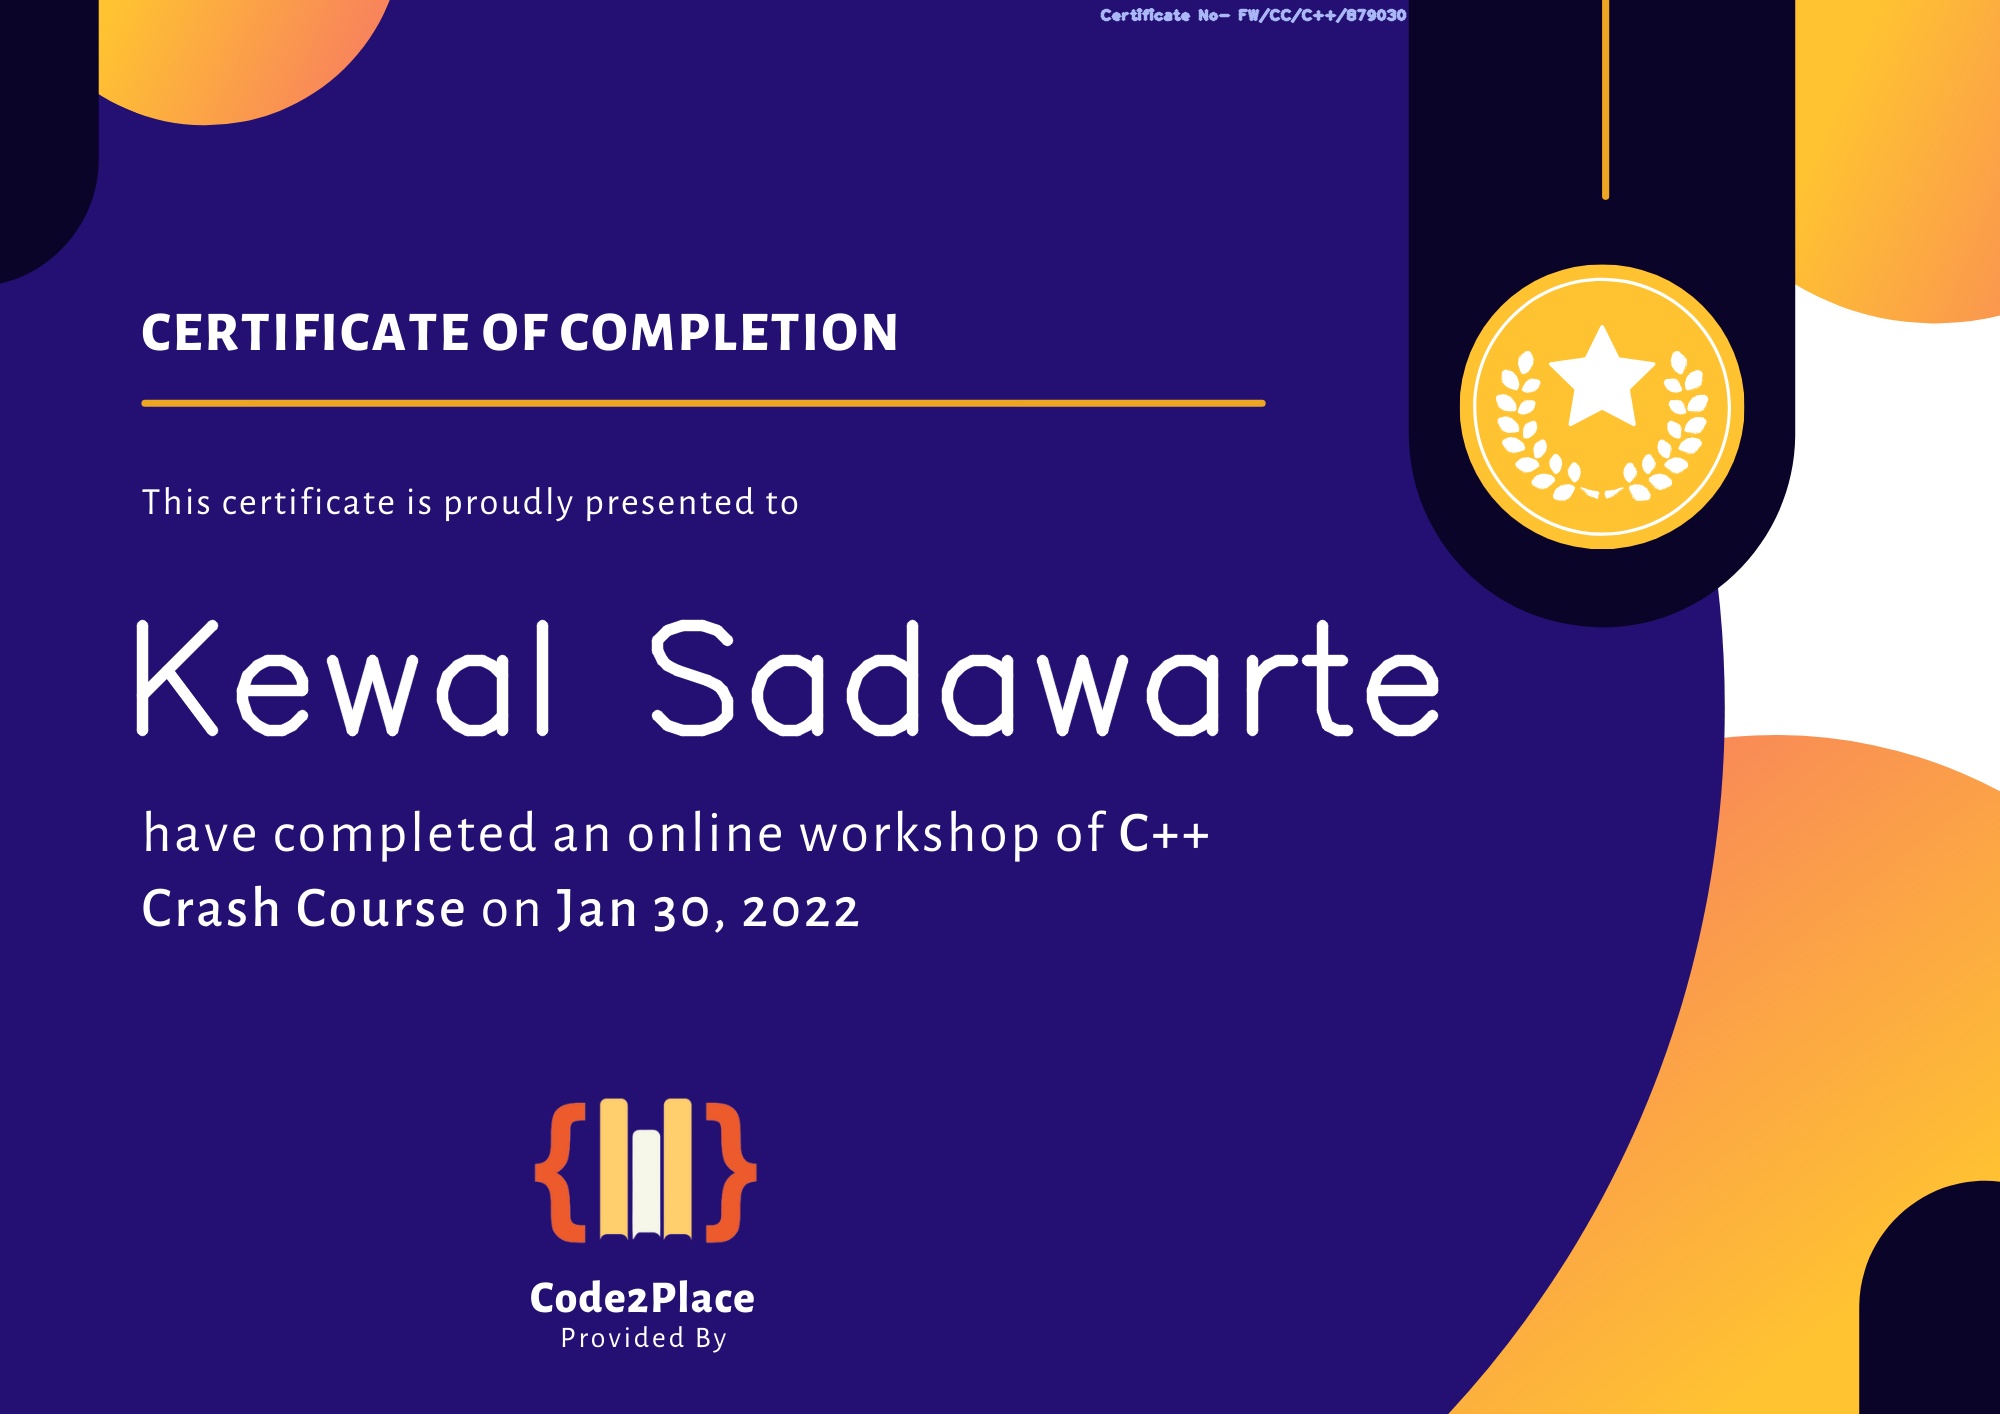 Certificate No- FW/CC/C++/879030
CERTIFICATE OF COMPLETION
This certificate is proudly presented to
Kewal Sadawarte
have completed an online workshop of C++
Crash Course on Jan 30, 2022
Code2Place
Provided By